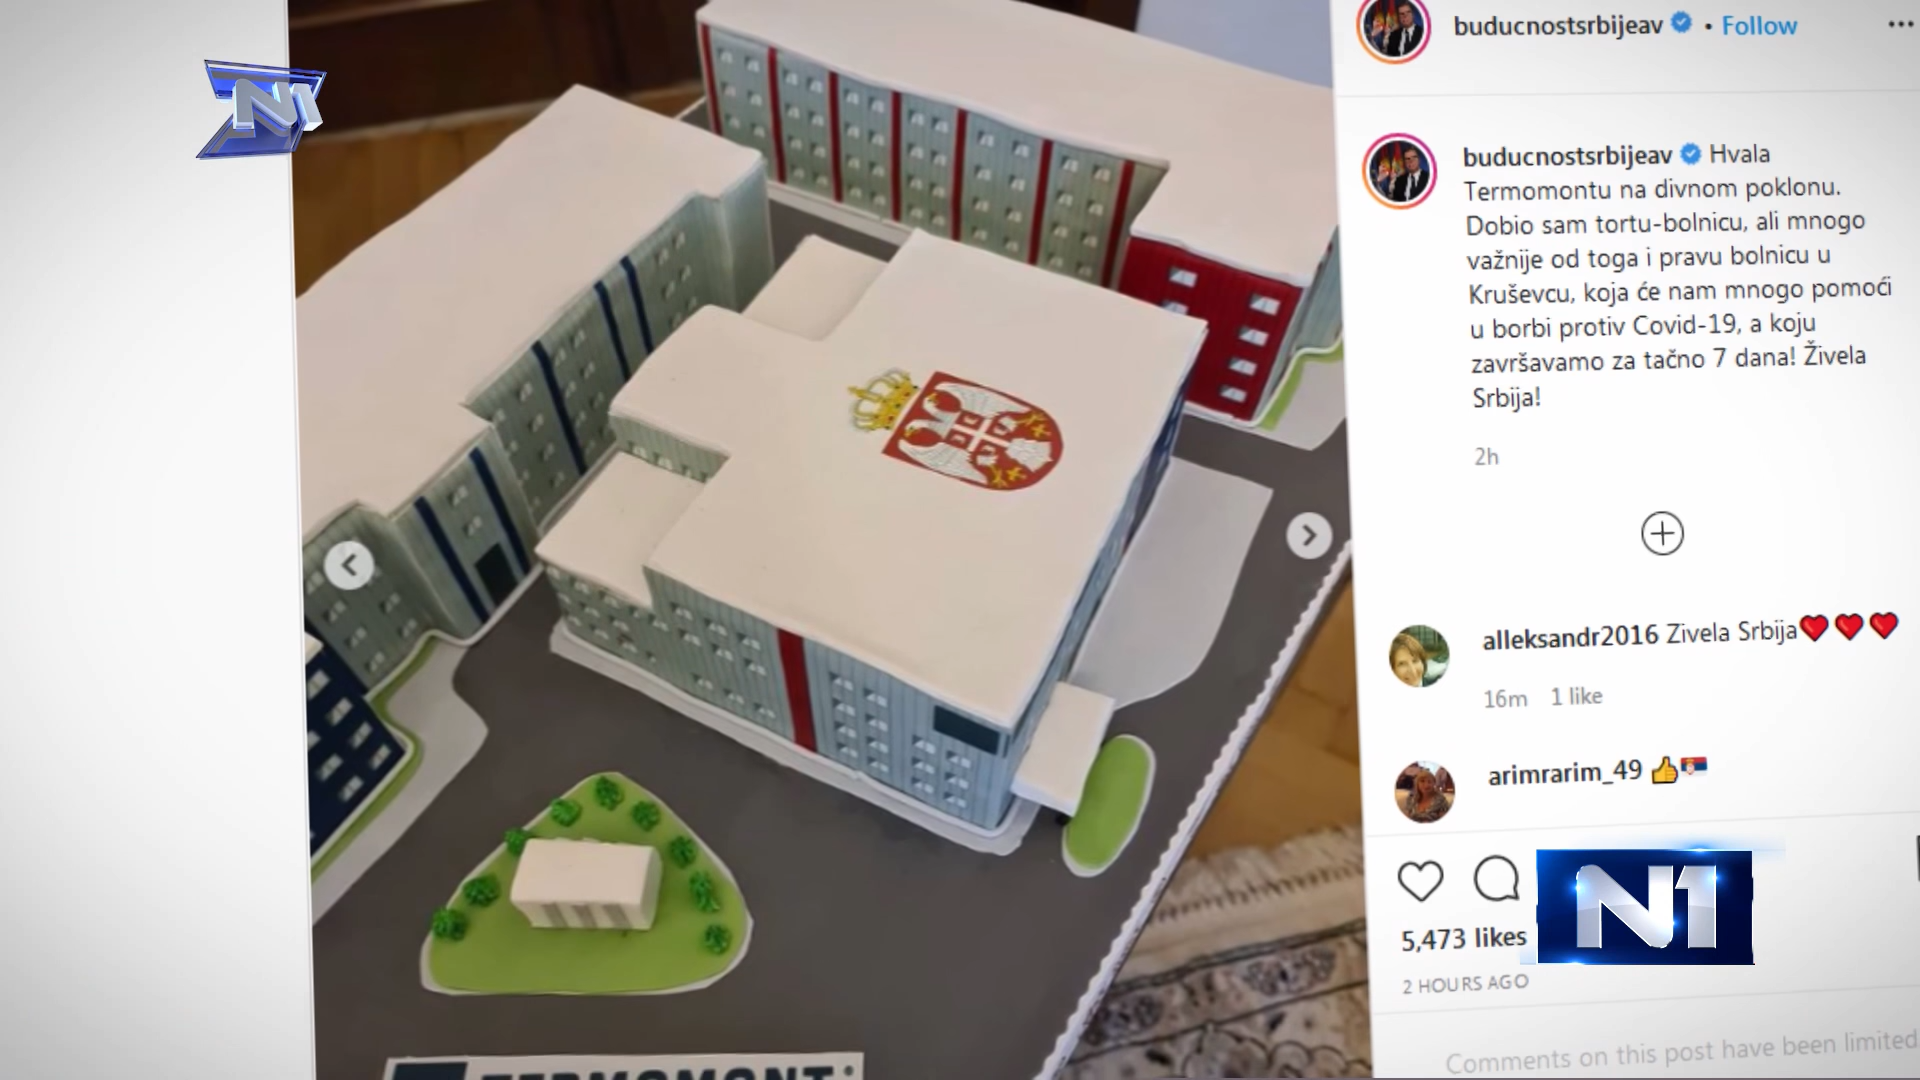 N1
buducnostsrbijeav • Follow
buducnostsrbijeav Hvala
Termomontu na divnom poklonu.
Dobio sam tortu-bolnicu, ali mnogo
važnije od toga i pravu bolnicu u
Kruševcu, koja će nam mnogo pomoći
u borbi protiv Covid-19, a koju
završavamo za tačno 7 dana! Živela
Srbija!
2h
alleksandr2016 Zivela Srbija❤❤❤
16m 1 like
arimrarim_49 👍🇷🇸
5,473 likes
2 HOURS AGO
N1
Comments on this post have been limited
TERMOMONT